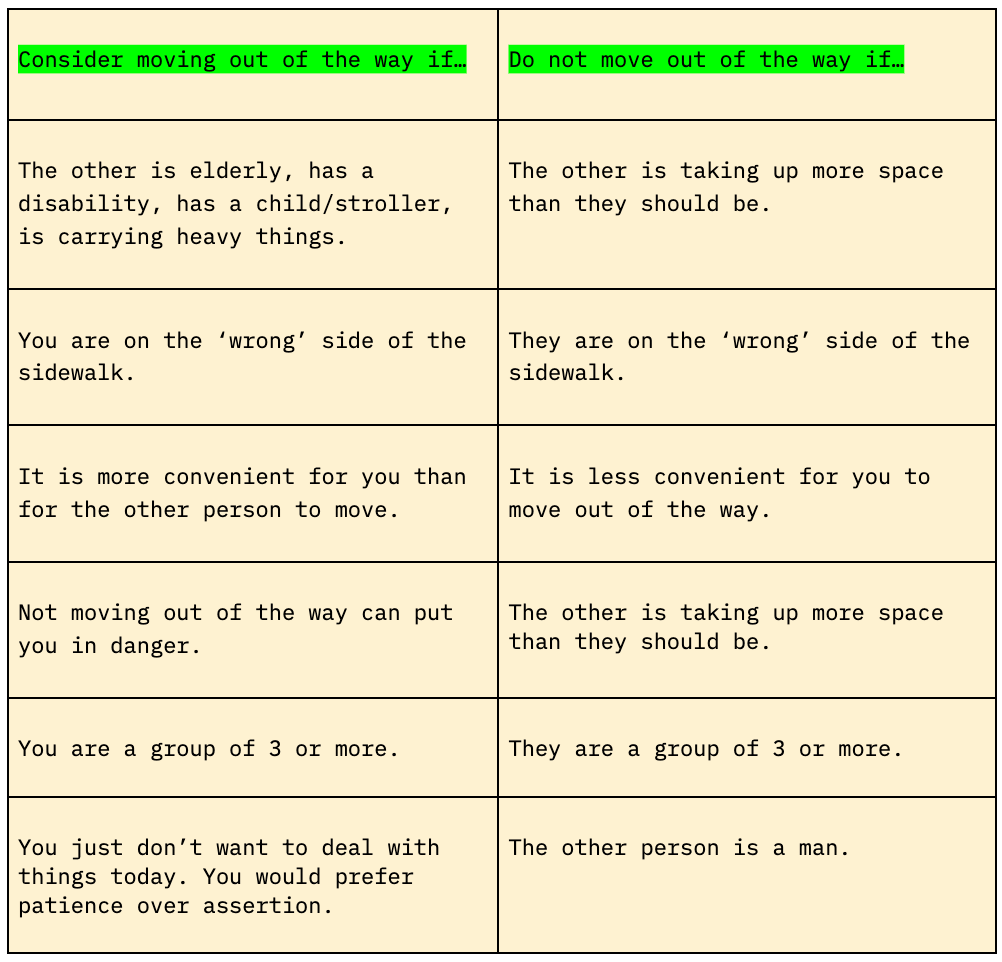 Consider moving out of the way if…
Do not move out of the way if…
The other is elderly, has a
disability, has a child/stroller,
is carrying heavy things.
The other is taking up more space
than they should be.
You are on the ‘wrong’ side of the
sidewalk.
They are on the ‘wrong’ side of the
sidewalk.
It is more convenient for you than
for the other person to move.
It is less convenient for you to
move out of the way.
Not moving out of the way can put
you in danger.
The other is taking up more space
than they should be.
You are a group of 3 or more.
They are a group of 3 or more.
You just don’t want to deal with
things today. You would prefer
patience over assertion.
The other person is a man.